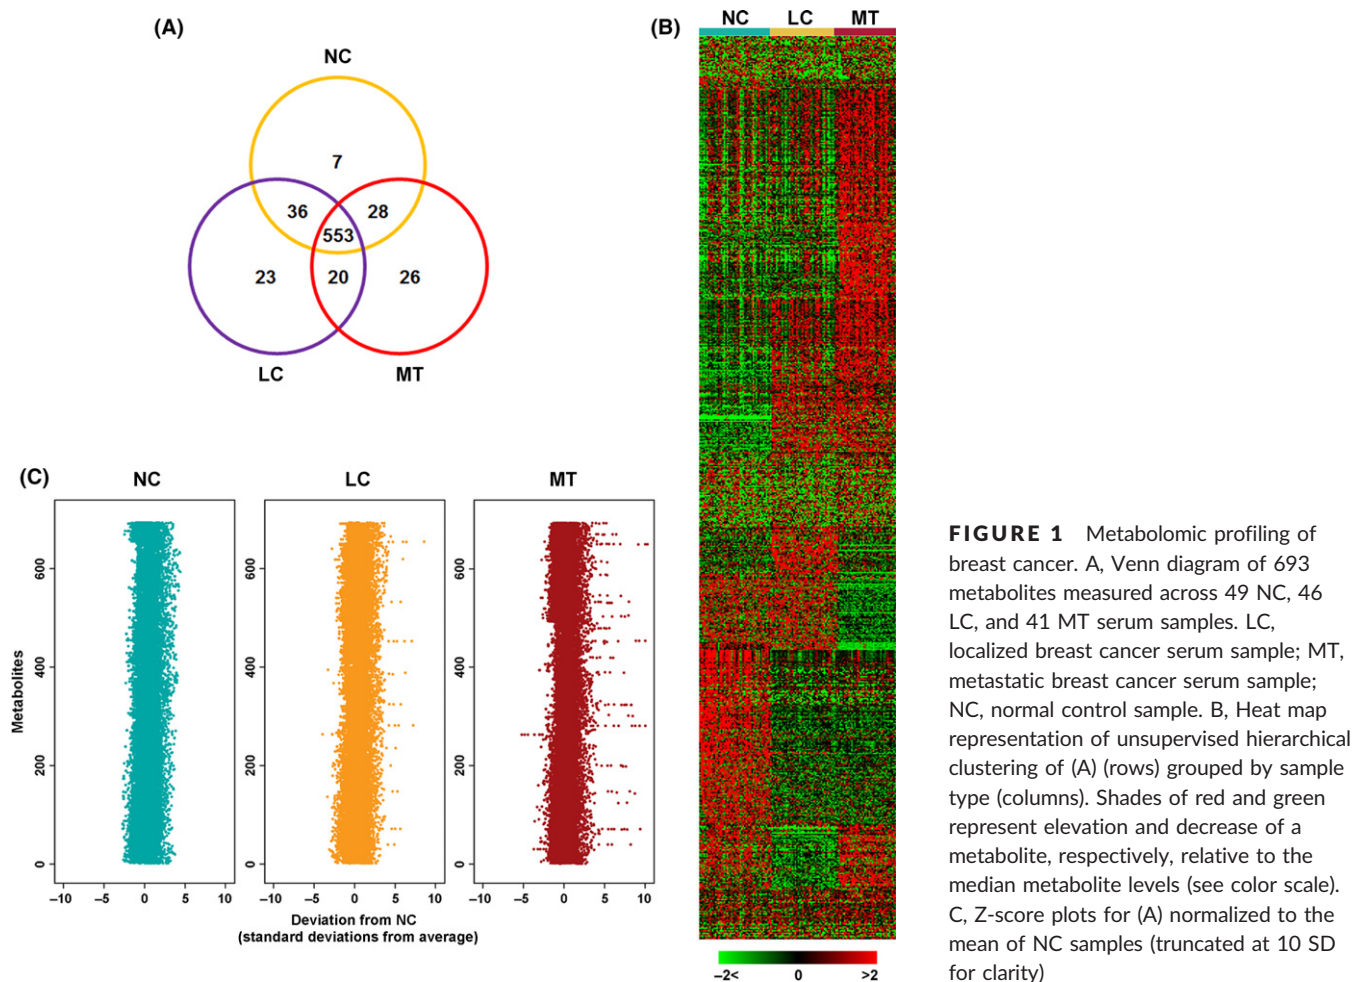 (A)
NC
7
36
28
553
23
20
26
LC
MT
(B)
NC LC MT
−2< 0 >2
(C)
NC LC MT
Metabolites
600
400
200
0
600
400
200
0
600
400
200
0
−10 −5 0 5 10
−10 −5 0 5 10
−10 −5 0 5 10
Deviation from NC
(standard deviations from average)
FIGURE 1 Metabolomic profiling of
breast cancer. A, Venn diagram of 693
metabolites measured across 49 NC, 46
LC, and 41 MT serum samples. LC,
localized breast cancer serum sample; MT,
metastatic breast cancer serum sample;
NC, normal control sample. B, Heat map
representation of unsupervised hierarchical
clustering of (A) (rows) grouped by sample
type (columns). Shades of red and green
represent elevation and decrease of a
metabolite, respectively, relative to the
median metabolite levels (see color scale).
C, Z-score plots for (A) normalized to the
mean of NC samples (truncated at 10 SD
for clarity)